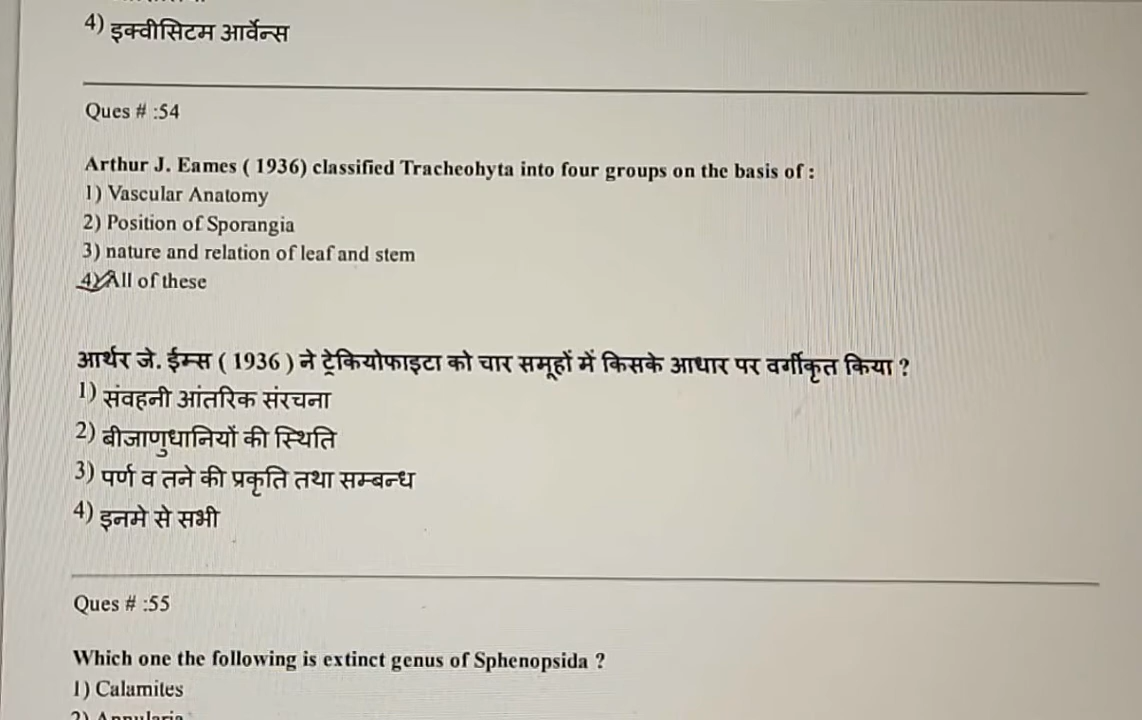 4) इक्वीसिटम आर्वेन्स
Ques # :54
Arthur J. Eames ( 1936) classified Tracheohyta into four groups on the basis of :
1) Vascular Anatomy
2) Position of Sporangia
3) nature and relation of leaf and stem
4) All of these
आर्थर जे. ईम्स ( 1936 ) ने ट्रेकियोफाइटा को चार समूहों में किसके आधार पर वर्गीकृत किया ?
1) संवहनी आंतरिक संरचना
2) बीजाणुधानियों की स्थिति
3) पर्ण व तने की प्रकृति तथा सम्बन्ध
4) इनमे से सभी
Ques # :55
Which one the following is extinct genus of Sphenopsida ?
1) Calamites
2) Annularia